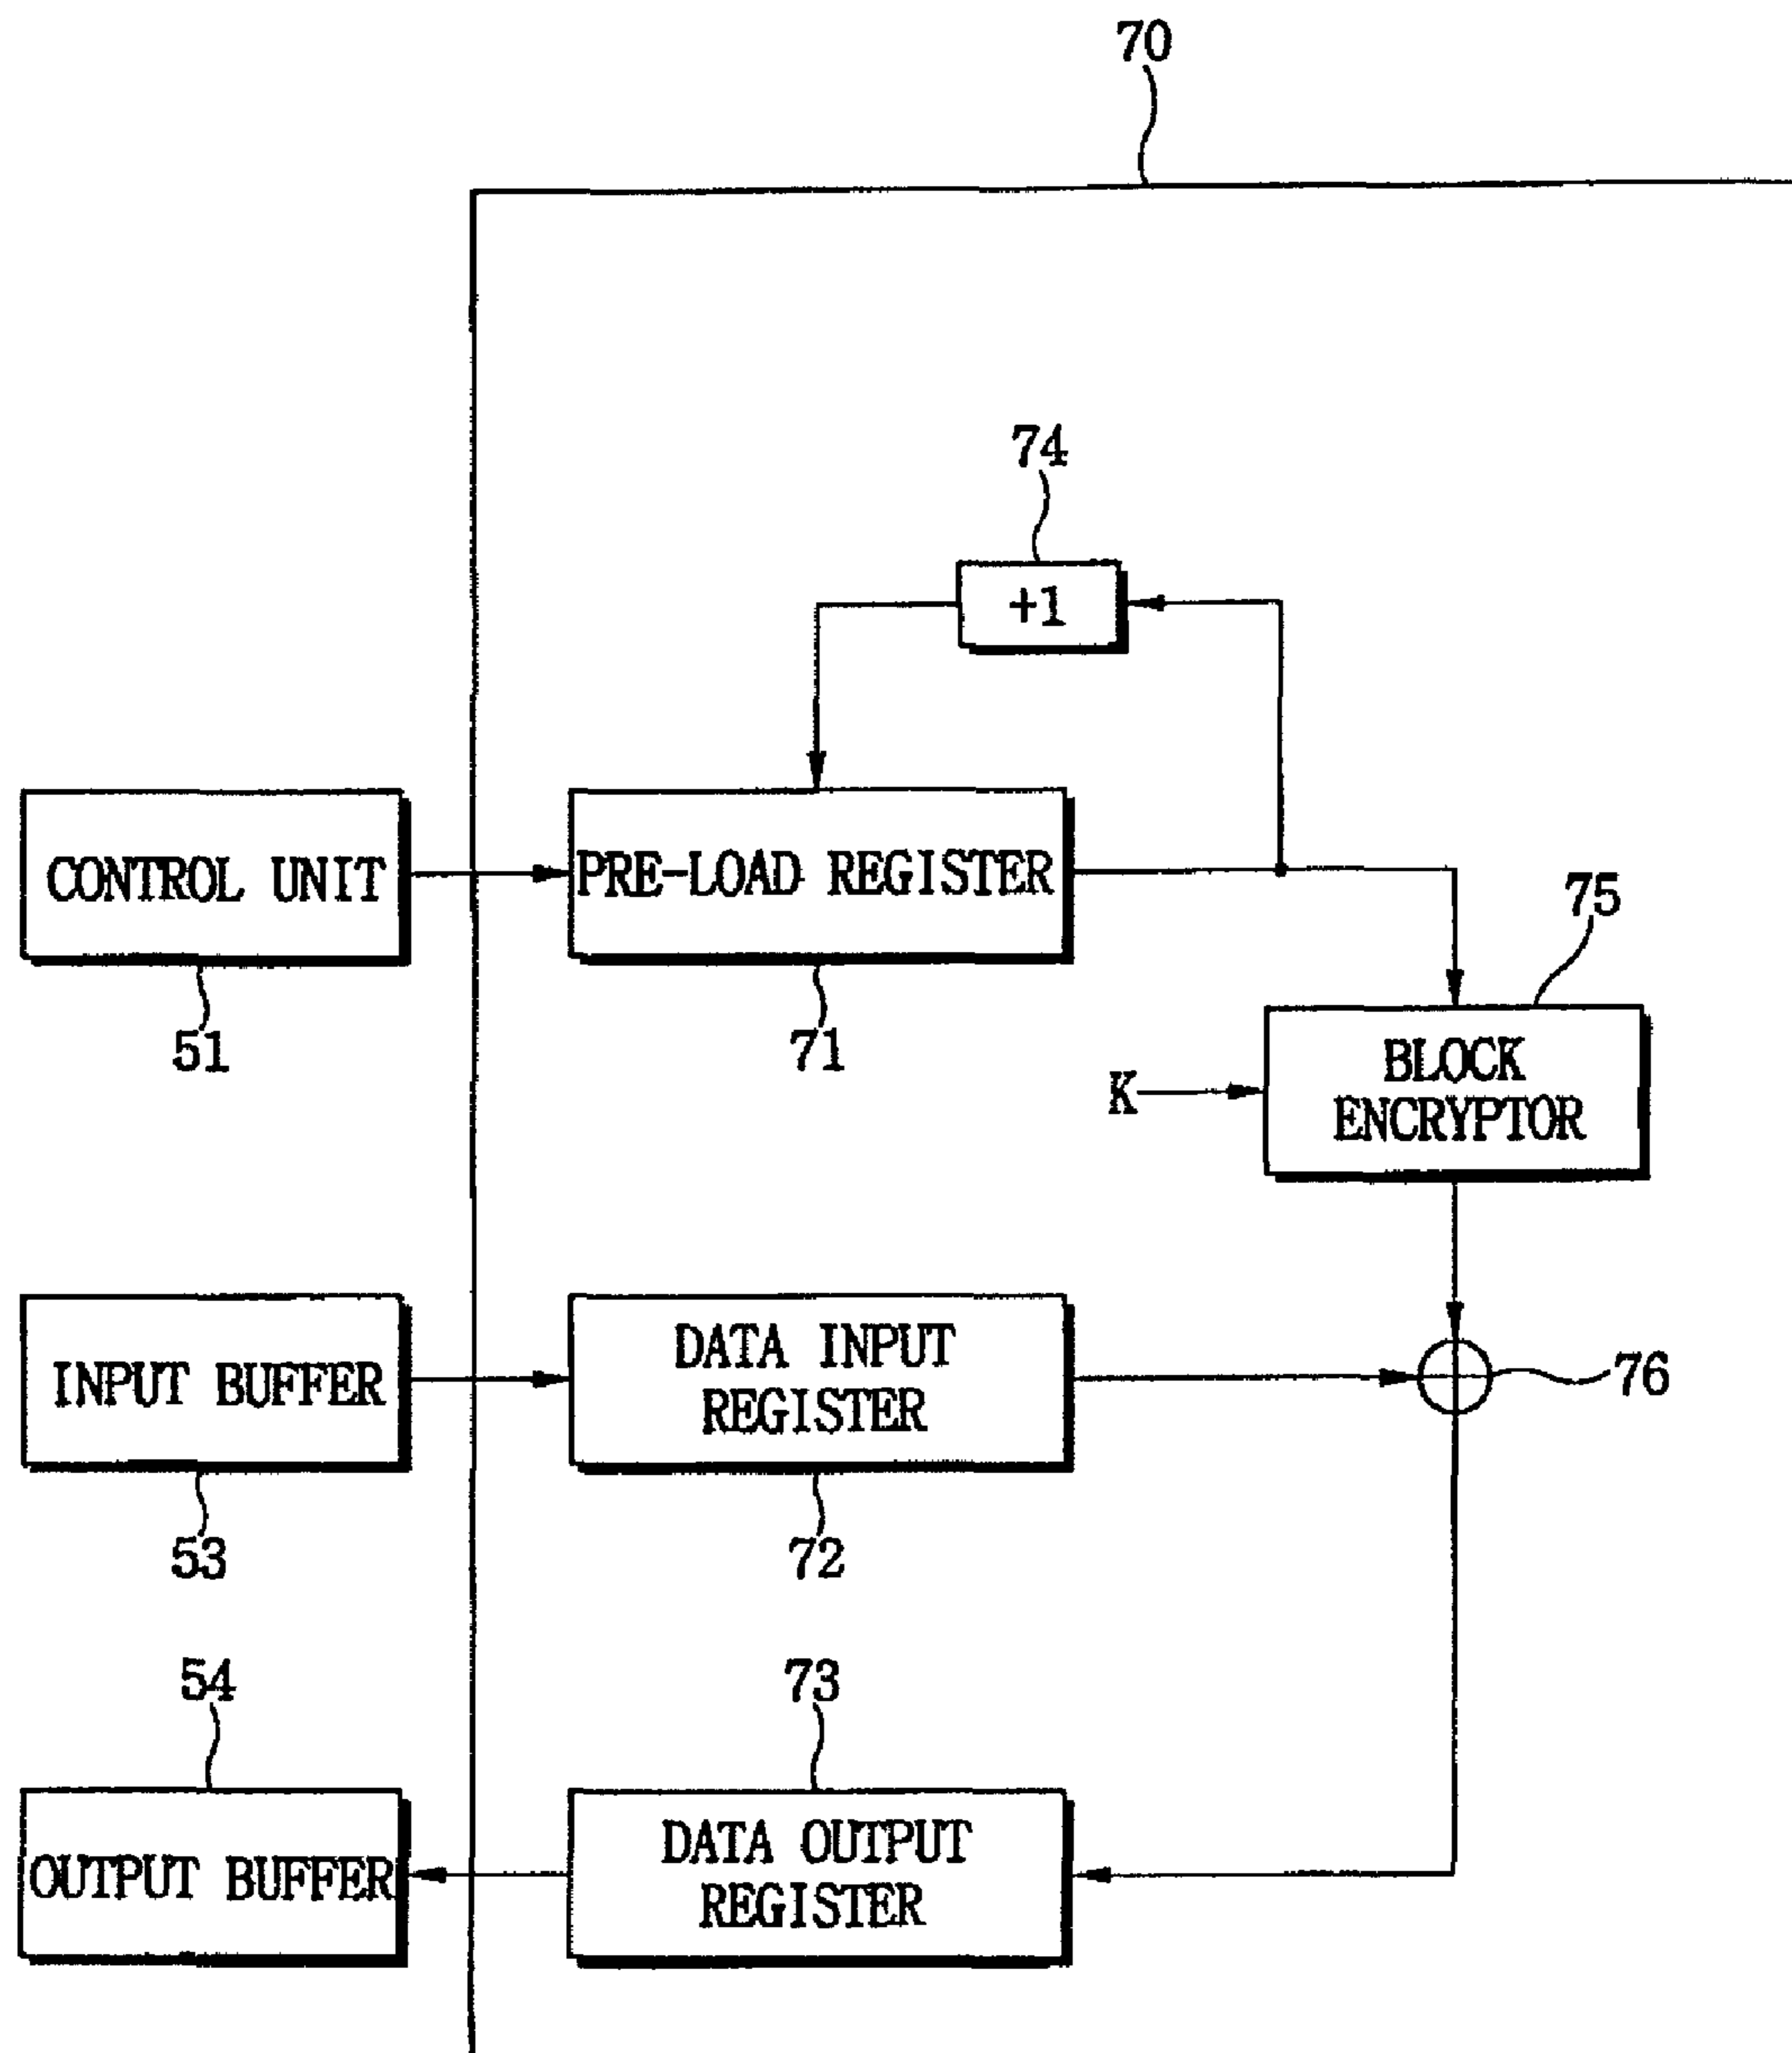 70
74
+1
CONTROL UNIT
PRE-LOAD REGISTER
75
51
71
BLOCK
ENCRYPTOR
K
INPUT BUFFER
DATA INPUT
REGISTER
76
53
72
54
73
OUTPUT BUFFER
DATA OUTPUT
REGISTER